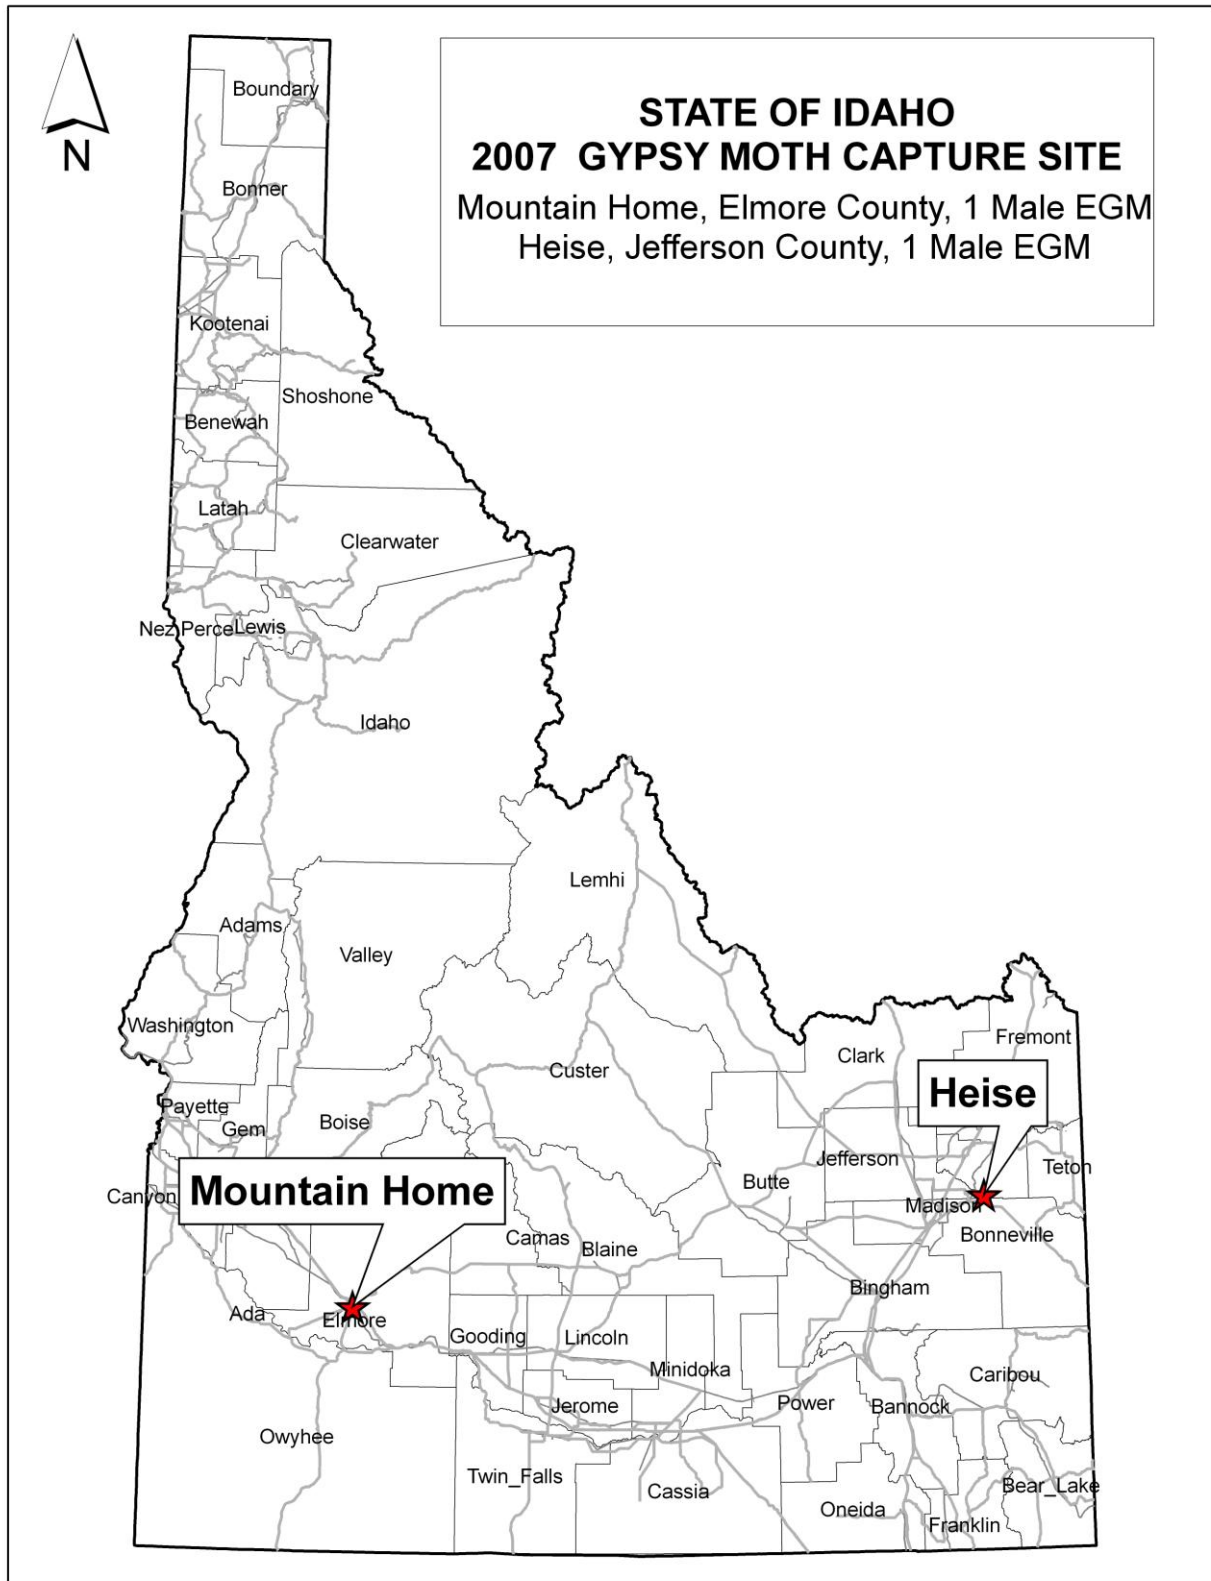 N
STATE OF IDAHO
2007 GYPSY MOTH CAPTURE SITE
Mountain Home, Elmore County, 1 Male EGM
Heise, Jefferson County, 1 Male EGM
Boundary
Bonner
Kootenai
Shoshone
Benewah
Latah
Clearwater
Nez Perce
Lewis
Idaho
Lemhi
Adams
Valley
Washington
Fremont
Clark
Custer
Heise
Payette
Gem
Boise
Jefferson
Teton
Butte
Mountain Home
Canyon
Madison
Bonneville
Camas
Blaine
Bingham
Ada
Elmore
Gooding
Lincoln
Minidoka
Caribou
Jerome
Power
Bannock
Owyhee
Twin_Falls
Cassia
Bear_Lake
Oneida
Franklin